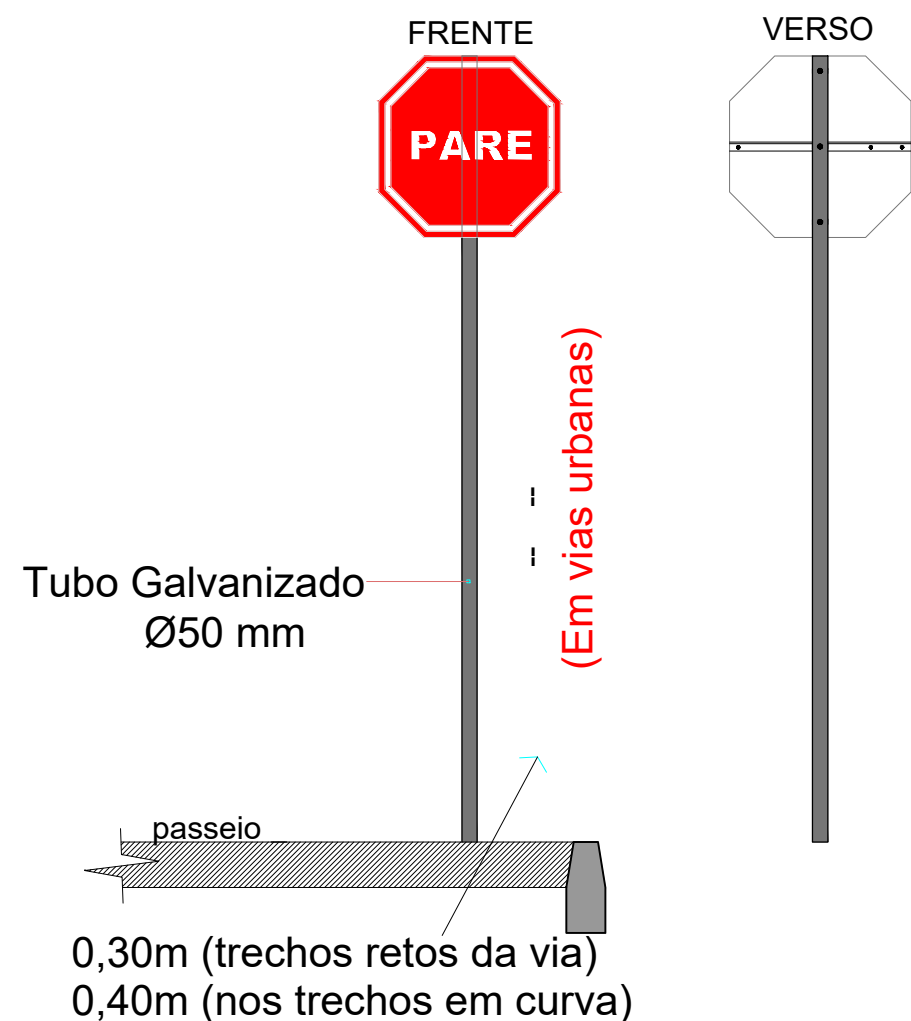 FRENTE
VERSO
PARE
(Em vias urbanas)
Tubo Galvanizado
Ø50 mm
passeio
0,30m (trechos retos da via)
0,40m (nos trechos em curva)